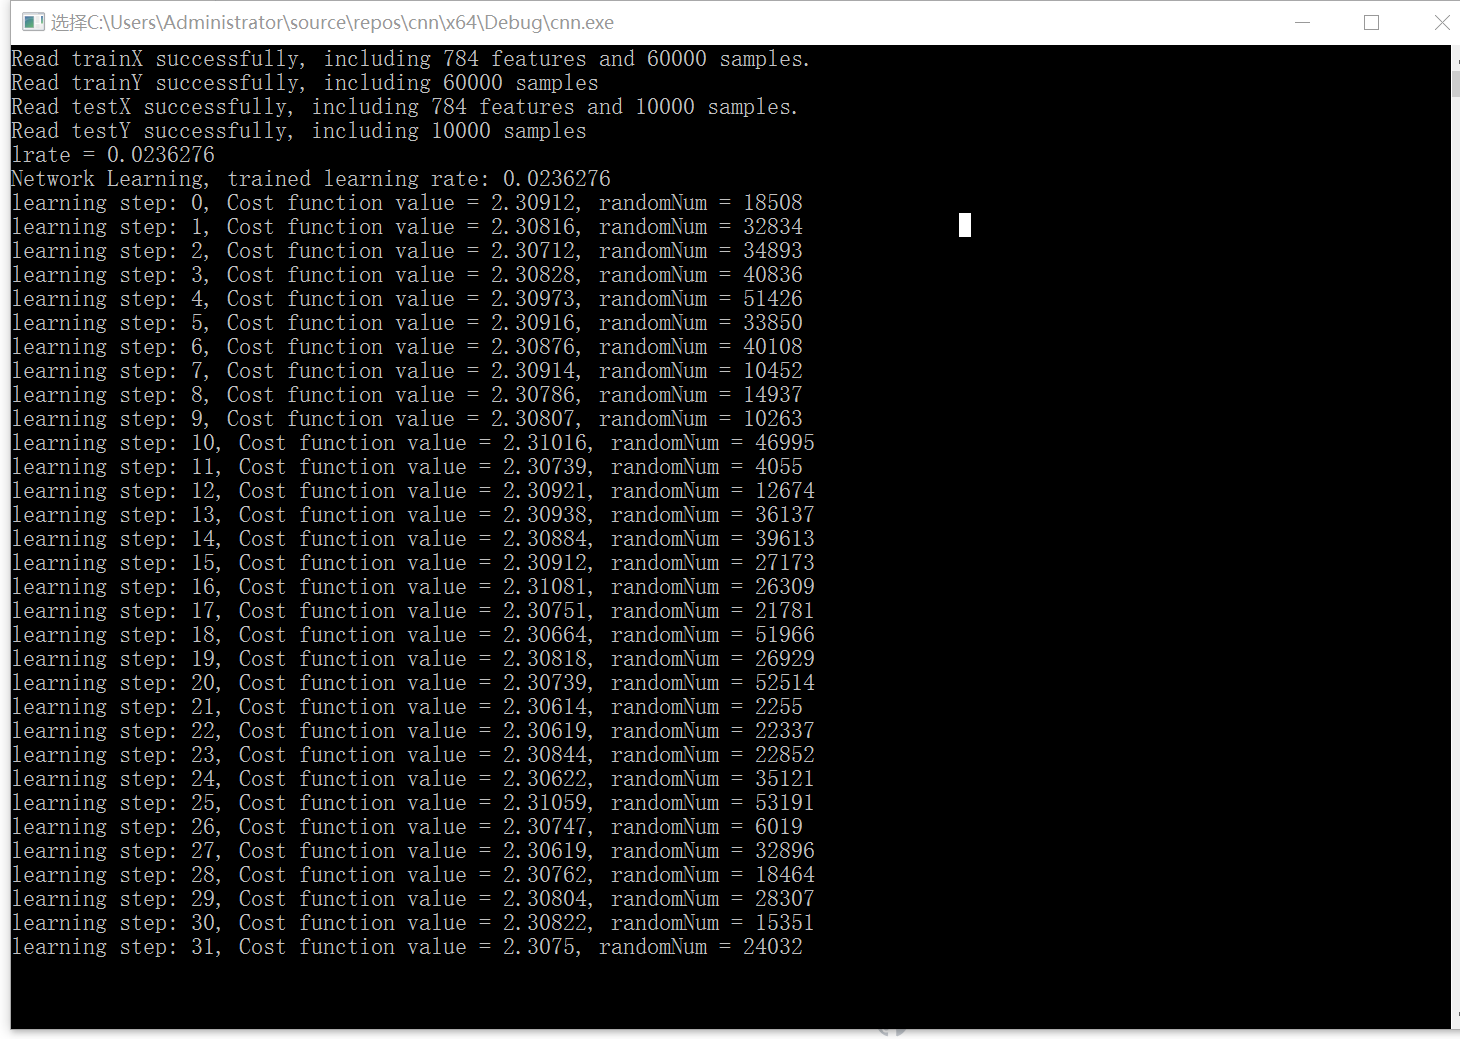 选择C:\Users\Administrator\source\repos\cnn\x64\Debug\cnn.exe
Read trainX successfully, including 784 features and 60000 samples.
Read trainY successfully, including 60000 samples
Read testX successfully, including 784 features and 10000 samples.
Read testY successfully, including 10000 samples
lrate = 0.0236276
Network Learning, trained learning rate: 0.0236276
learning step: 0, Cost function value = 2.30912, randomNum = 18508
learning step: 1, Cost function value = 2.30816, randomNum = 32834
learning step: 2, Cost function value = 2.30712, randomNum = 34893
learning step: 3, Cost function value = 2.30828, randomNum = 40836
learning step: 4, Cost function value = 2.30973, randomNum = 51426
learning step: 5, Cost function value = 2.30916, randomNum = 33850
learning step: 6, Cost function value = 2.30876, randomNum = 40108
learning step: 7, Cost function value = 2.30914, randomNum = 10452
learning step: 8, Cost function value = 2.30786, randomNum = 14937
learning step: 9, Cost function value = 2.30807, randomNum = 10263
learning step: 10, Cost function value = 2.31016, randomNum = 46995
learning step: 11, Cost function value = 2.30739, randomNum = 4055
learning step: 12, Cost function value = 2.30921, randomNum = 12674
learning step: 13, Cost function value = 2.30938, randomNum = 36137
learning step: 14, Cost function value = 2.30884, randomNum = 39613
learning step: 15, Cost function value = 2.30912, randomNum = 27173
learning step: 16, Cost function value = 2.31081, randomNum = 26309
learning step: 17, Cost function value = 2.30751, randomNum = 21781
learning step: 18, Cost function value = 2.30664, randomNum = 51966
learning step: 19, Cost function value = 2.30818, randomNum = 26929
learning step: 20, Cost function value = 2.30739, randomNum = 52514
learning step: 21, Cost function value = 2.30614, randomNum = 2255
learning step: 22, Cost function value = 2.30619, randomNum = 22337
learning step: 23, Cost function value = 2.30844, randomNum = 22852
learning step: 24, Cost function value = 2.30622, randomNum = 35121
learning step: 25, Cost function value = 2.31059, randomNum = 53191
learning step: 26, Cost function value = 2.30747, randomNum = 6019
learning step: 27, Cost function value = 2.30619, randomNum = 32896
learning step: 28, Cost function value = 2.30762, randomNum = 18464
learning step: 29, Cost function value = 2.30804, randomNum = 28307
learning step: 30, Cost function value = 2.30822, randomNum = 15351
learning step: 31, Cost function value = 2.3075, randomNum = 24032